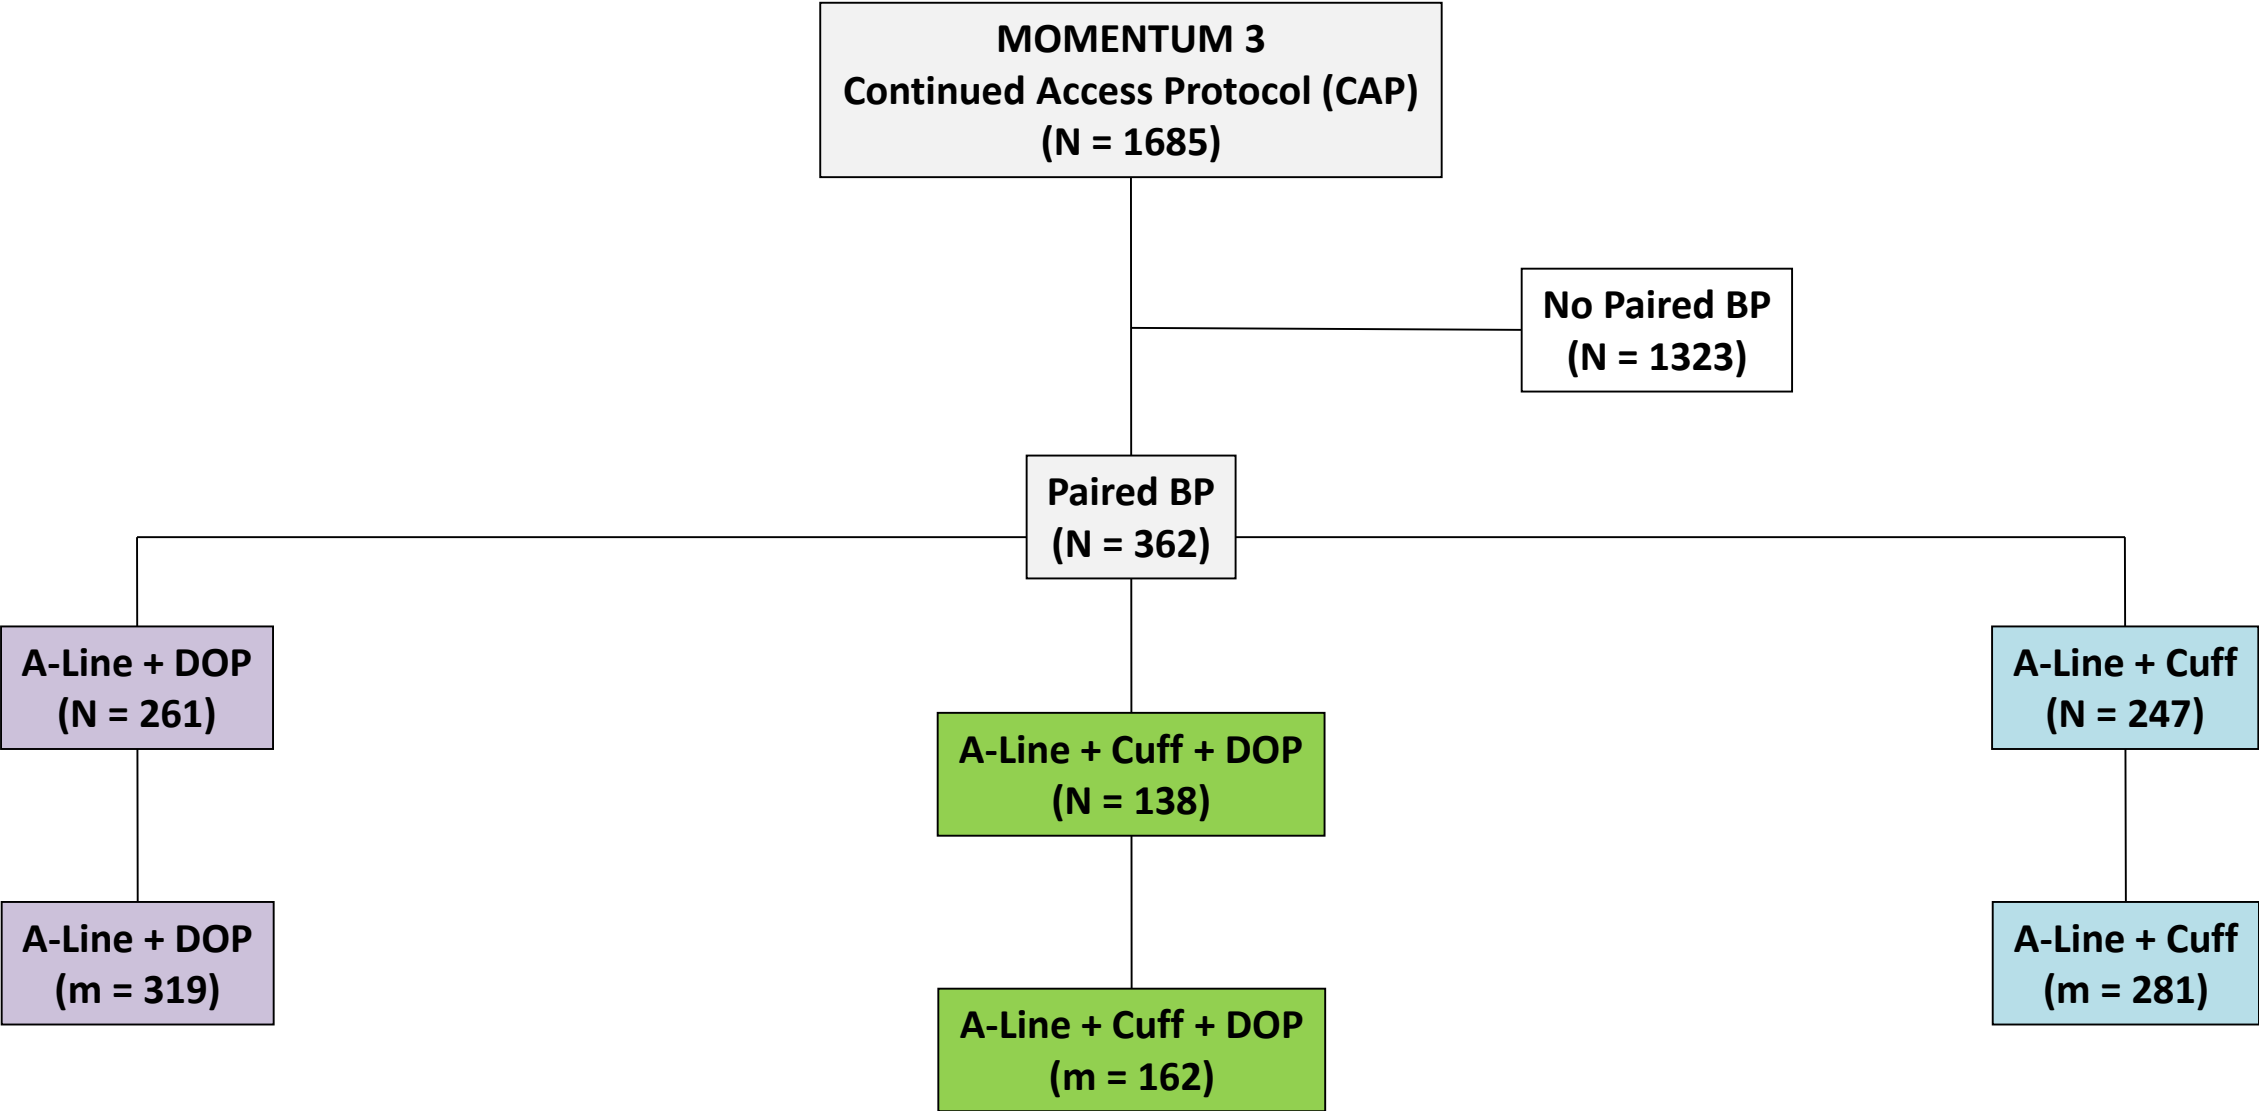 MOMENTUM 3
Continued Access Protocol (CAP)
(N = 1685)
No Paired BP
(N = 1323)
Paired BP
(N = 362)
A-Line + DOP
(N = 261)
A-Line + Cuff + DOP
(N = 138)
A-Line + Cuff
(N = 247)
A-Line + DOP
(m = 319)
A-Line + Cuff + DOP
(m = 162)
A-Line + Cuff
(m = 281)